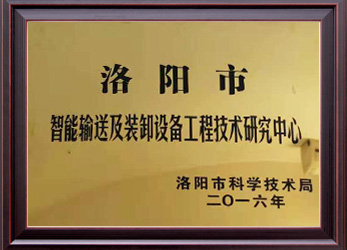 洛阳市
智能输送及装卸设备工程技术研究中心
洛阳市科学技术局
二〇一六年